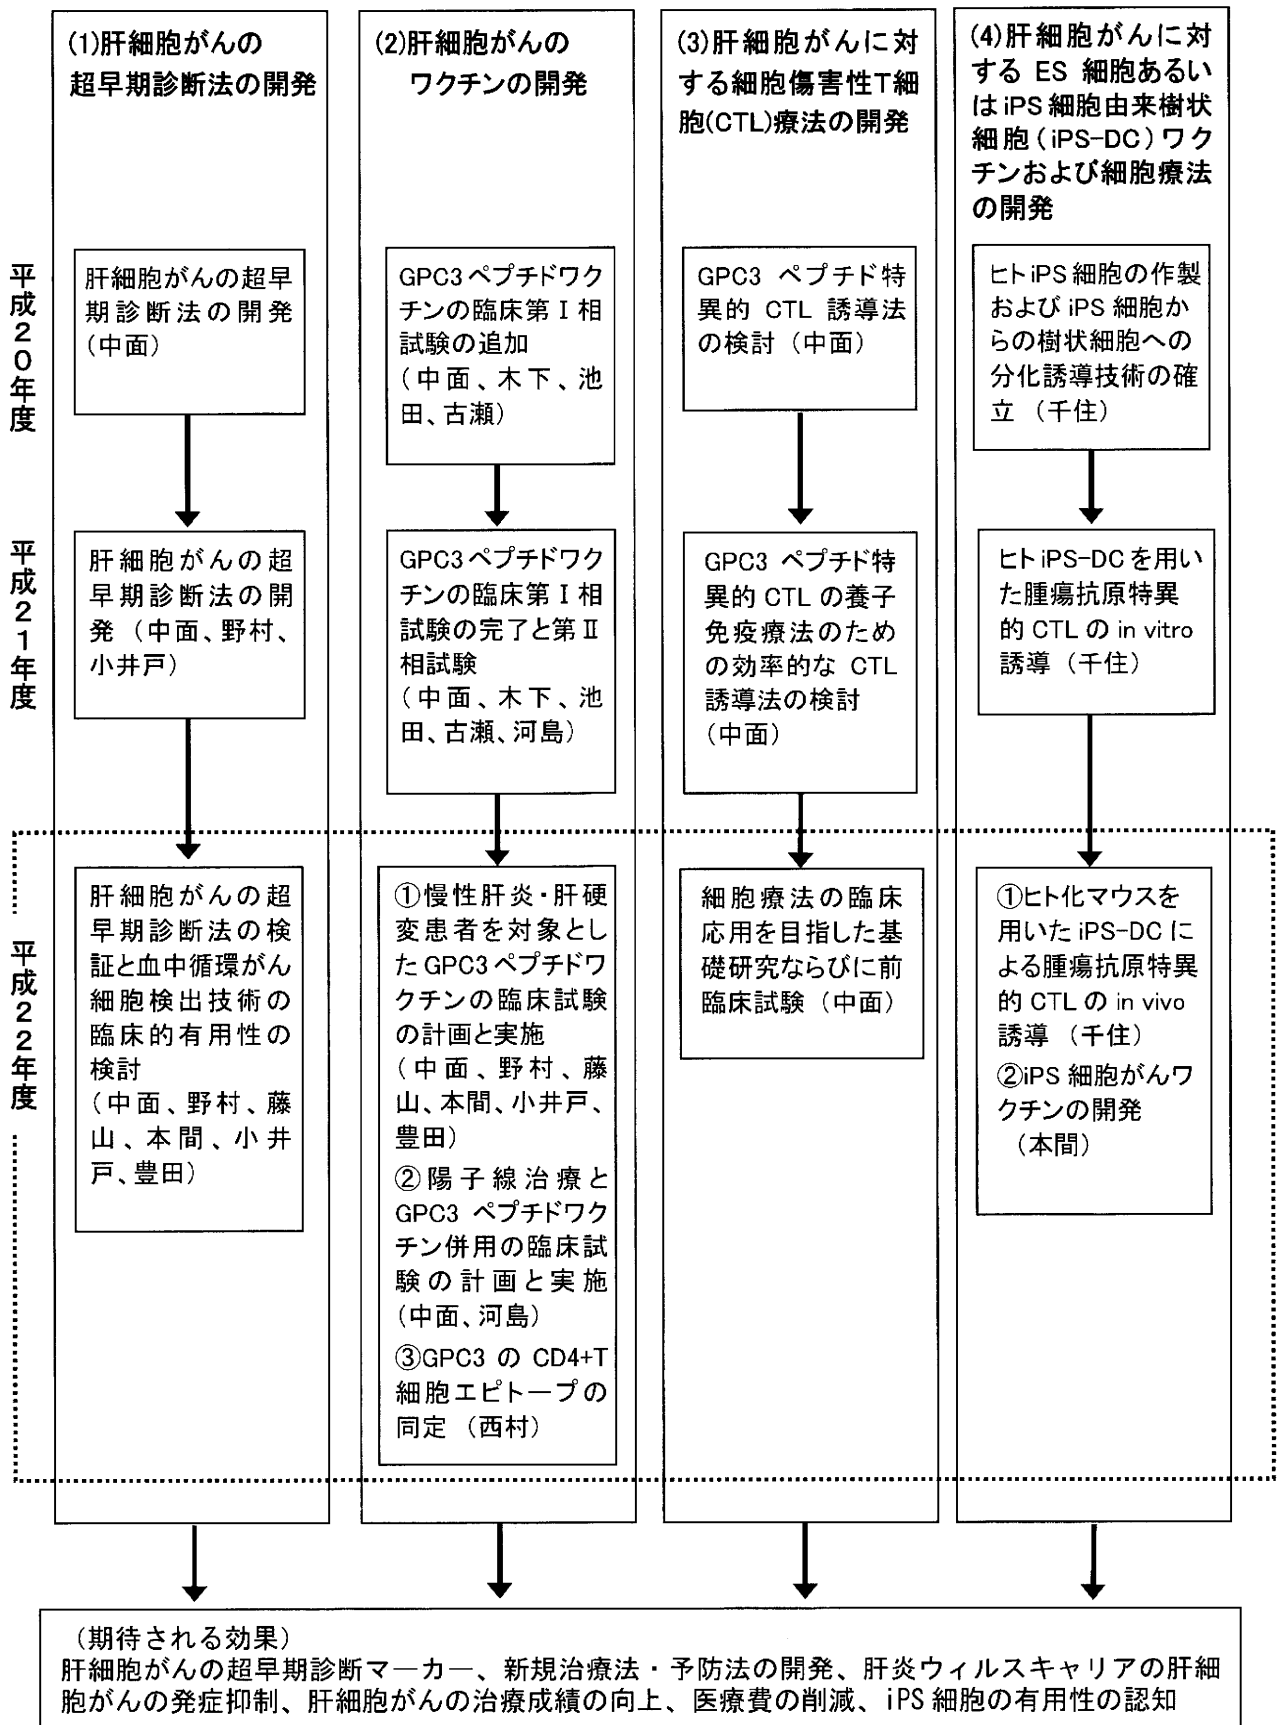 (1)肝細胞がんの
超早期診断法の開発
(2)肝細胞がんの
ワクチンの開発
(3)肝細胞がんに対
する細胞傷害性T細
胞(CTL)療法の開発
(4)肝細胞がんに対
する ES 細胞あるい
は iPS 細胞由来樹状
細胞(iPS-DC)ワク
チンおよび細胞療法
の開発
平成20年度
肝細胞がんの超早
期診断法の開発
(中面)
GPC3 ペプチドワク
チンの臨床第Ⅰ相
試験の追加
(中面、木下、池
田、古瀬)
GPC3 ペプチド特
異的 CTL 誘導法
の検討(中面)
ヒト iPS 細胞の作製
および iPS 細胞か
らの樹状細胞への
分化誘導技術の確
立 (千住)
平成21年度
肝細胞がんの超
早期診断法の開
発(中面、野村、
小井戸)
GPC3 ペプチドワク
チンの臨床第Ⅰ相
試験の完了と第Ⅱ
相試験
(中面、木下、池
田、古瀬、河島)
GPC3 ペプチド特
異的 CTL の養子
免疫療法のため
の効率的な CTL
誘導法の検討
(中面)
ヒト iPS-DC を用い
た腫瘍抗原特異
的 CTL の in vitro
誘導(千住)
平成22年度
肝細胞がんの超
早期診断法の検
証と血中循環がん
細胞検出技術の
臨床的有用性の
検討
(中面、野村、藤
山、本間、小井
戸、豊田)
①慢性肝炎・肝硬
変患者を対象とし
た GPC3 ペプチドワ
クチンの臨床試験
の計画と実施
(中面、野村、藤
山、本間、小井戸、
豊田)
②陽子線治療と
GPC3 ペプチドワク
チン併用の臨床試
験の計画と実施
(中面、河島)
③GPC3 の CD4+T
細胞エピトープの
同定 (西村)
細胞療法の臨床
応用を目指した基
礎研究ならびに前
臨床試験(中面)
①ヒト化マウスを
用いた iPS-DC に
よる腫瘍抗原特異
的 CTL の in vivo
誘導(千住)
②iPS 細胞がんワ
クチンの開発
(本間)
(期待される効果)
肝細胞がんの超早期診断マーカー、新規治療法・予防法の開発、肝炎ウィルスキャリアの肝細
胞がんの発症抑制、肝細胞がんの治療成績の向上、医療費の削減、iPS 細胞の有用性の認知